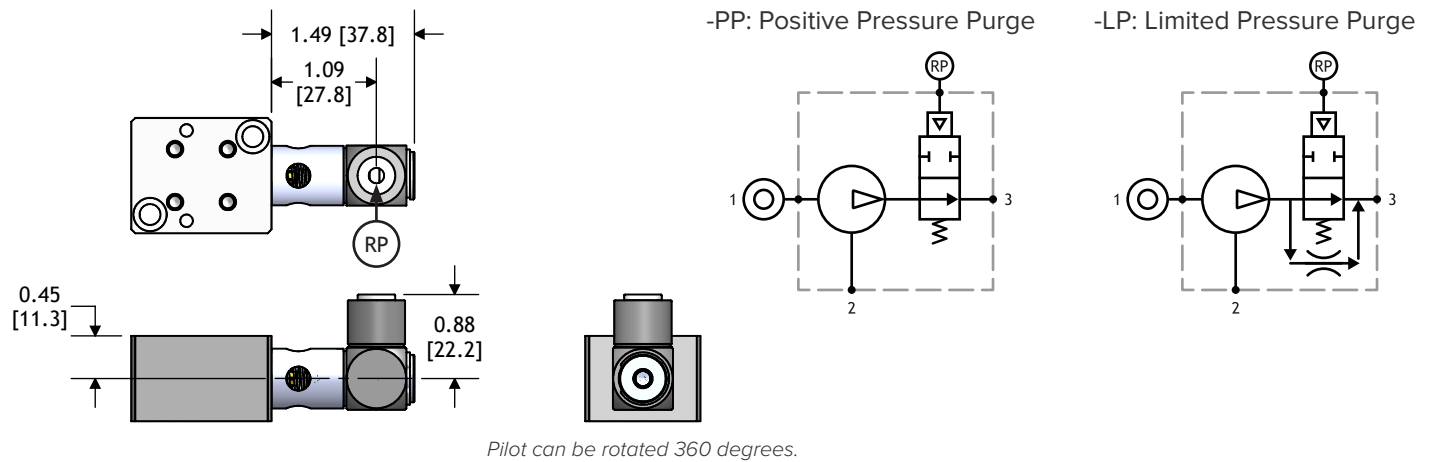 -PP: Positive Pressure Purge
-LP: Limited Pressure Purge
1.49 [37.8]
1.09
[27.8]
RP
0.45
[11.3]
0.88
[22.2]
RP
1
3
2
RP
1
3
2
Pilot can be rotated 360 degrees.